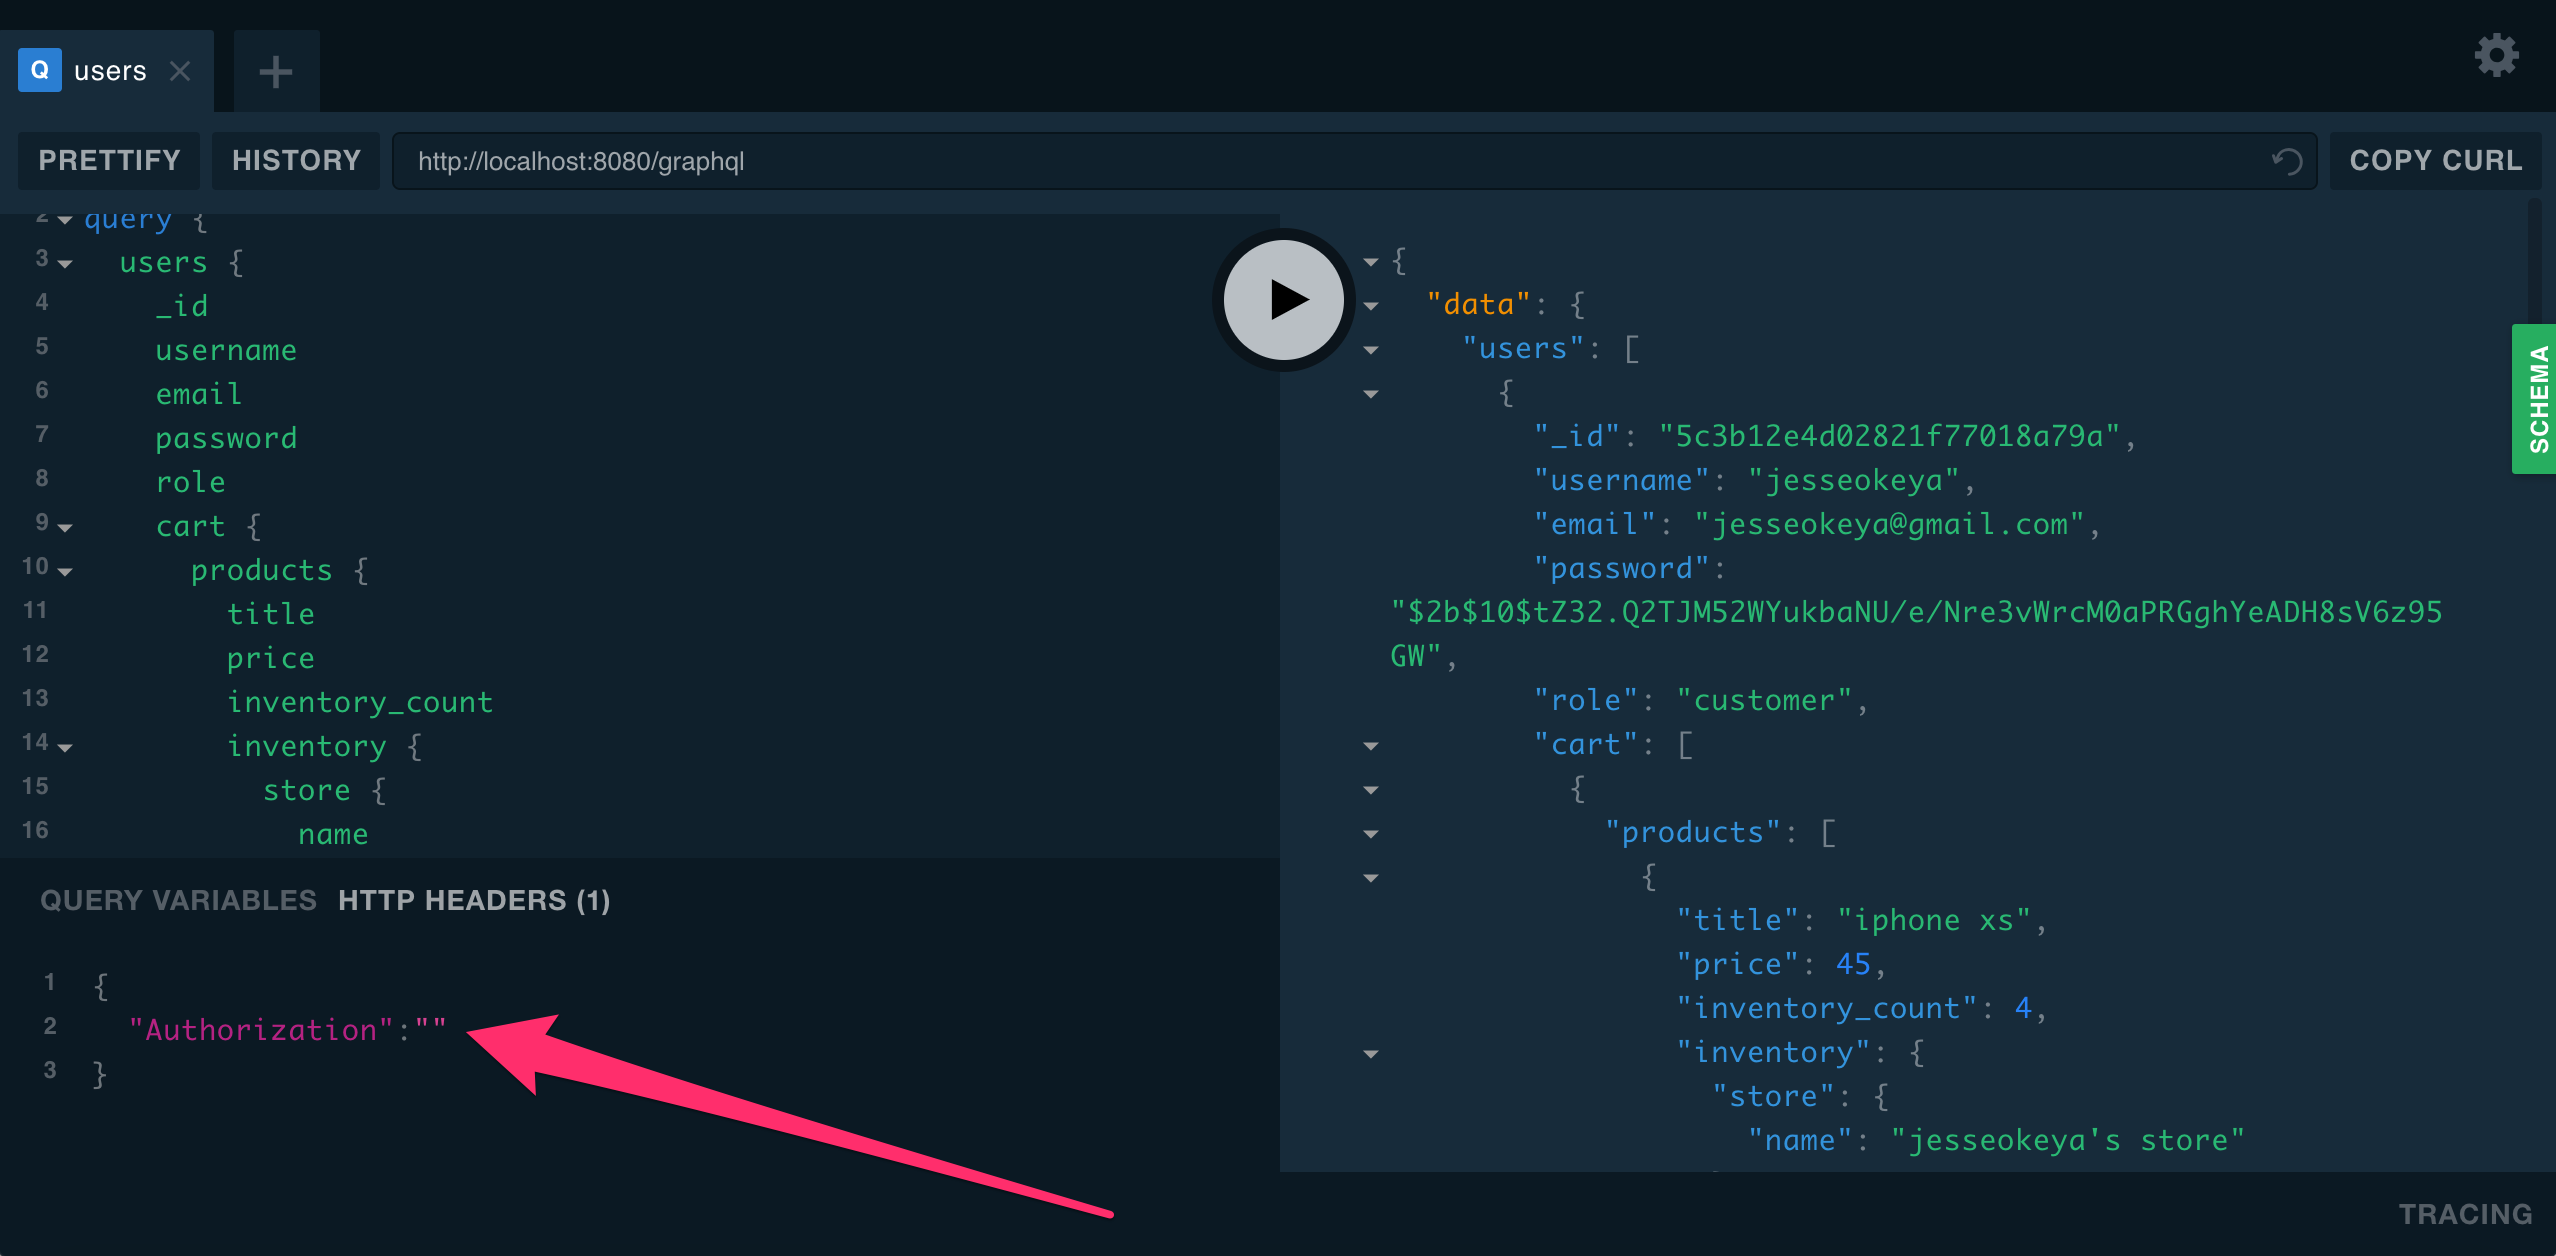 Q users
PRETTIFY HISTORY http://localhost:8080/graphql COPY CURL
2 query {
3 users {
4 _id
5 username
6 email
7 password
8 role
9 cart {
10 products {
11 title
12 price
13 inventory_count
14 inventory {
15 store {
16 name
QUERY VARIABLES HTTP HEADERS (1)
1 {
2 "Authorization":""
3 }
{
"data": {
"users": [
{
"_id": "5c3b12e4d02821f77018a79a",
"username": "jesseokeya",
"email": "jesseokeya@gmail.com",
"password":
"$2b$10$tZ32.Q2TJM52WYukbaNU/e/Nre3vWrcM0aPRGghYeADH8sV6z95
GW",
"role": "customer",
"cart": [
{
"products": [
{
"title": "iphone xs",
"price": 45,
"inventory_count": 4,
"inventory": {
"store": {
"name": "jesseokeya's store"
SCHEMA
TRACING